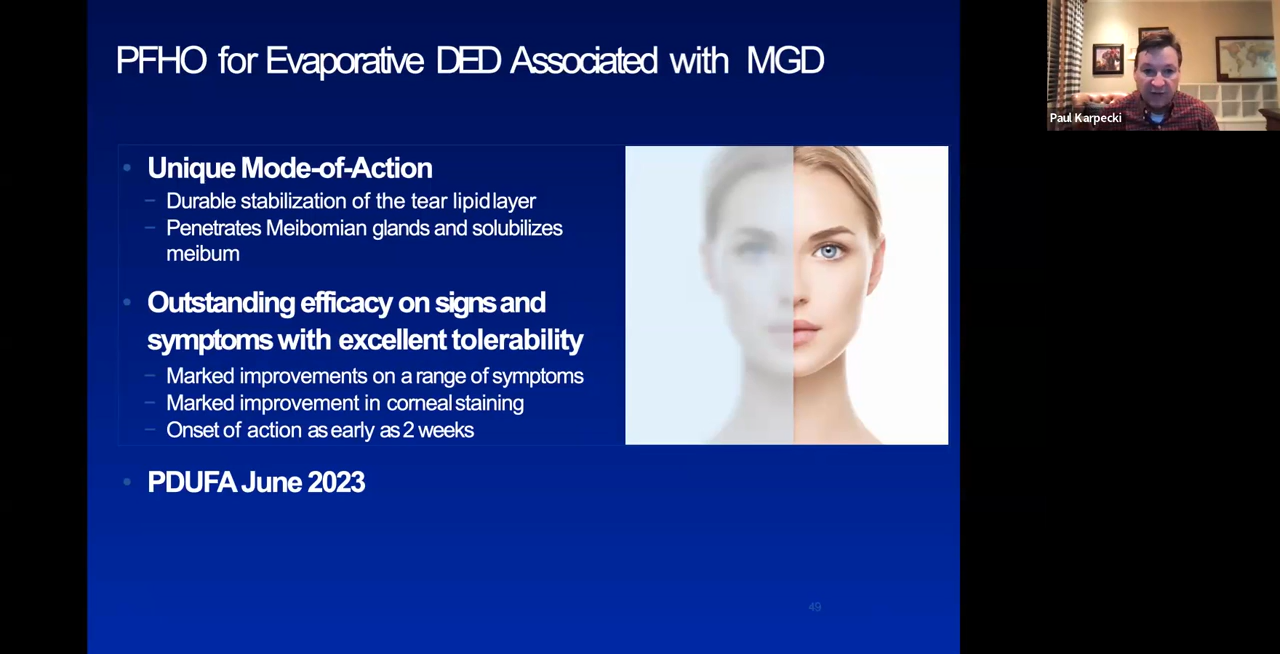 PFHO for Evaporative DED Associated with MGD
Paul Karpecki
• Unique Mode-of-Action
– Durable stabilization of the tear lipid layer
– Penetrates Meibomian glands and solubilizes
meibum
• Outstanding efficacy on signs and
symptoms with excellent tolerability
– Marked improvements on a range of symptoms
– Marked improvement in corneal staining
– Onset of action as early as 2 weeks
• PDUFA June 2023
49